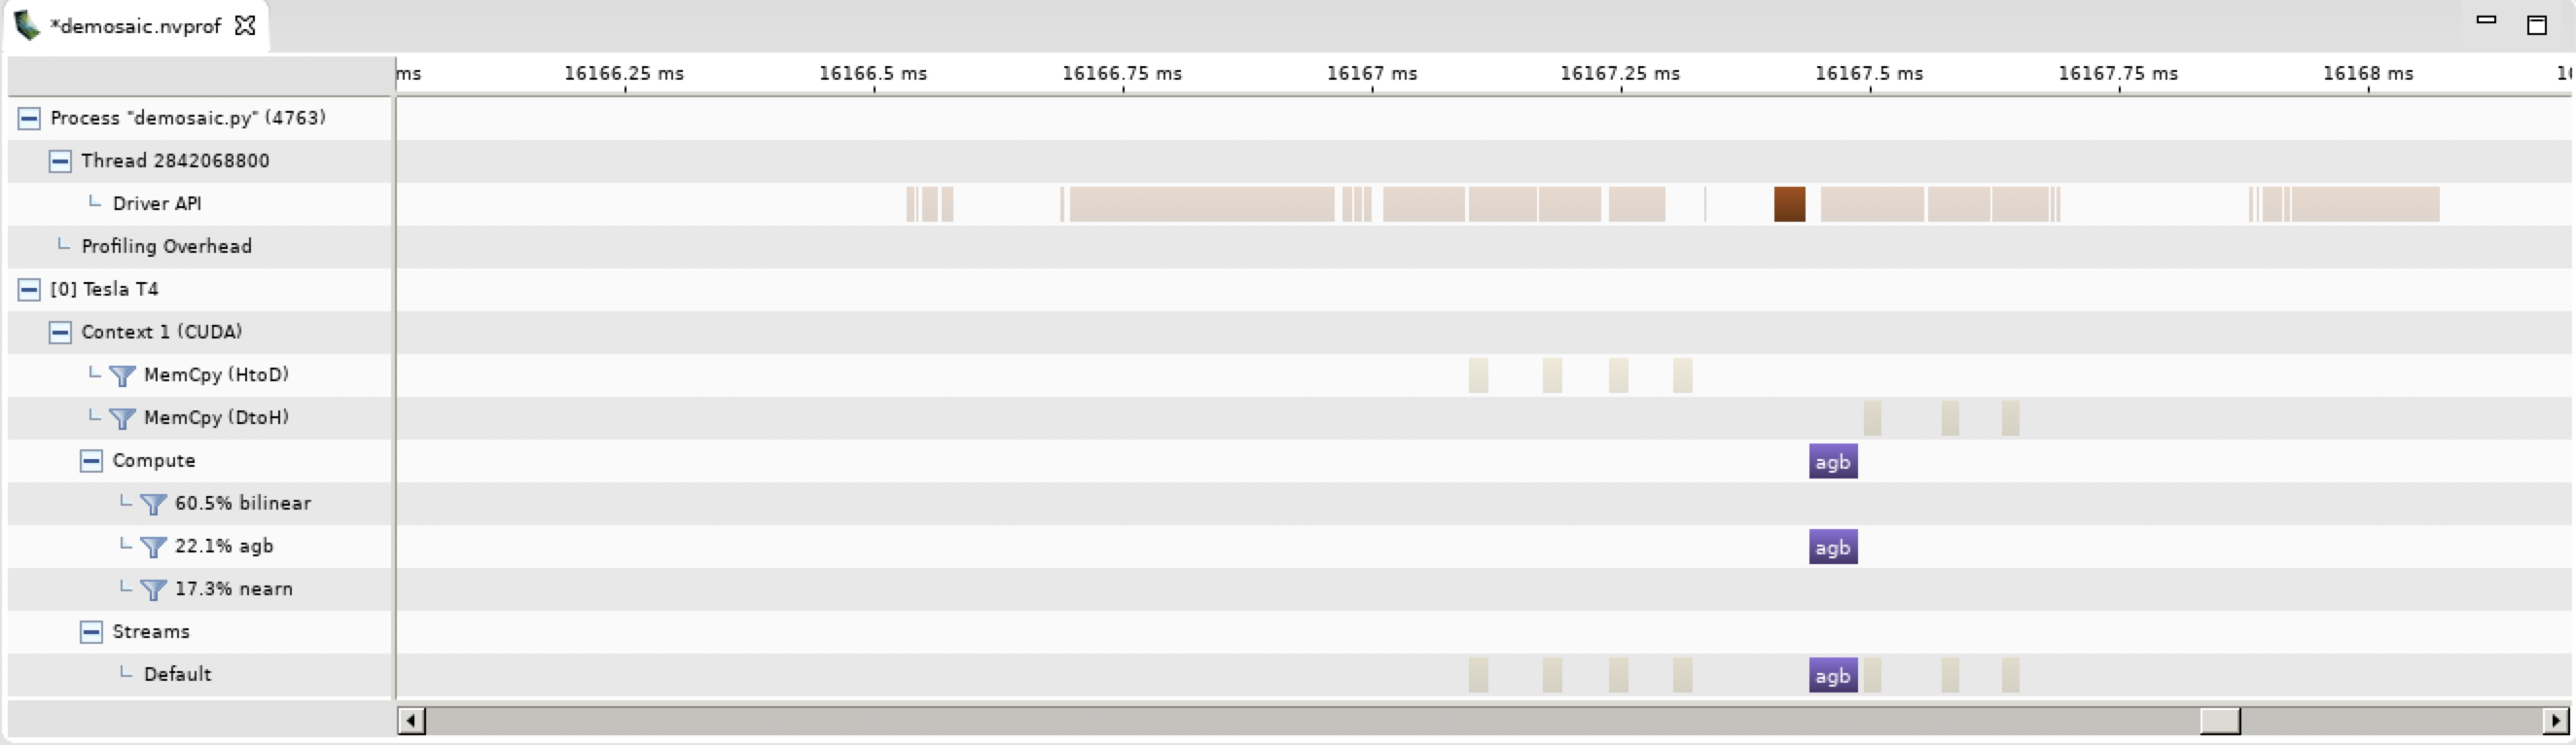 *demosaic.nvprof
ms 16166.25 ms 16166.5 ms 16166.75 ms 16167 ms 16167.25 ms 16167.5 ms 16167.75 ms 16168 ms
Process "demosaic.py" (4763)
Thread 2842068800
Driver API
Profiling Overhead
[0] Tesla T4
Context 1 (CUDA)
MemCpy (HtoD)
MemCpy (DtoH)
Compute agb
60.5% bilinear
22.1% agb agb
17.3% nearn
Streams
Default agb